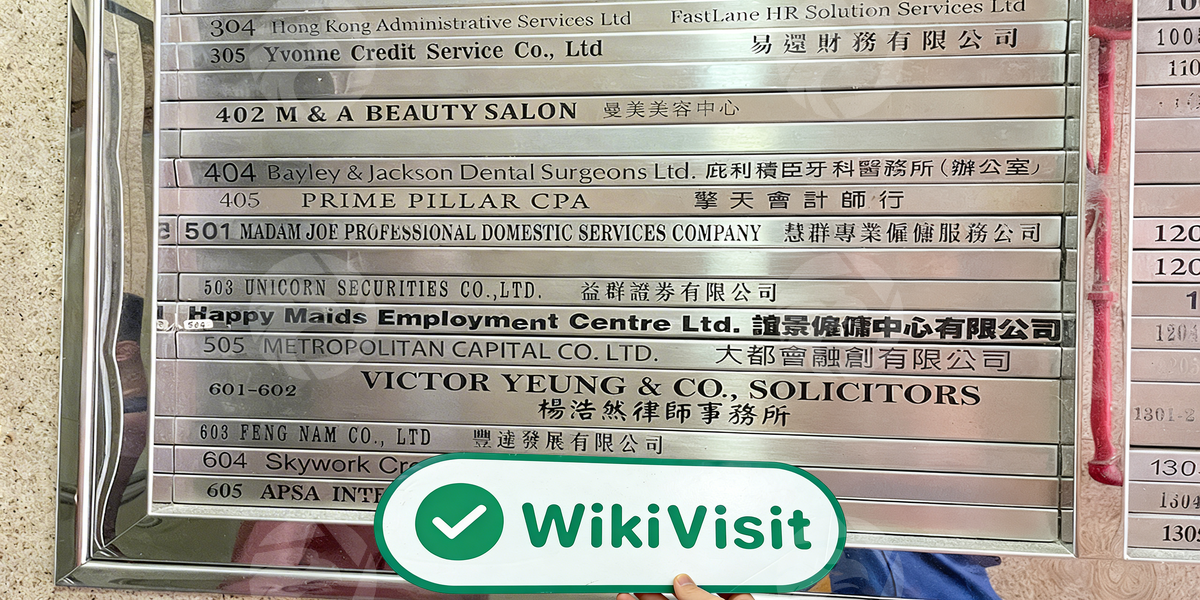 304 Hong Kong Administrative Services Ltd FastLane HR Solution Services Ltd
305 Yvonne Credit Service Co., Ltd 易還財務有限公司
402 M & A BEAUTY SALON 曼美美容中心
404 Bayley & Jackson Dental Surgeons Ltd. 庇利積臣牙科醫務所(辦公室)
405 PRIME PILLAR CPA 擎天會計師行
501 MADAM JOE PROFESSIONAL DOMESTIC SERVICES COMPANY 慧群專業僱傭服務公司
503 UNICORN SECURITIES CO.,LTD. 益群證券有限公司
504 Happy Maids Employment Centre Ltd. 誼景僱傭中心有限公司
505 METROPOLITAN CAPITAL CO. LTD. 大都會融創有限公司
601-602 VICTOR YEUNG & CO., SOLICITORS
楊浩然律師事務所
603 FENG NAM CO., LTD 豐達發展有限公司
604 Skywork
605 APSA
WikiVisit
120
120
1301-2
130
1304